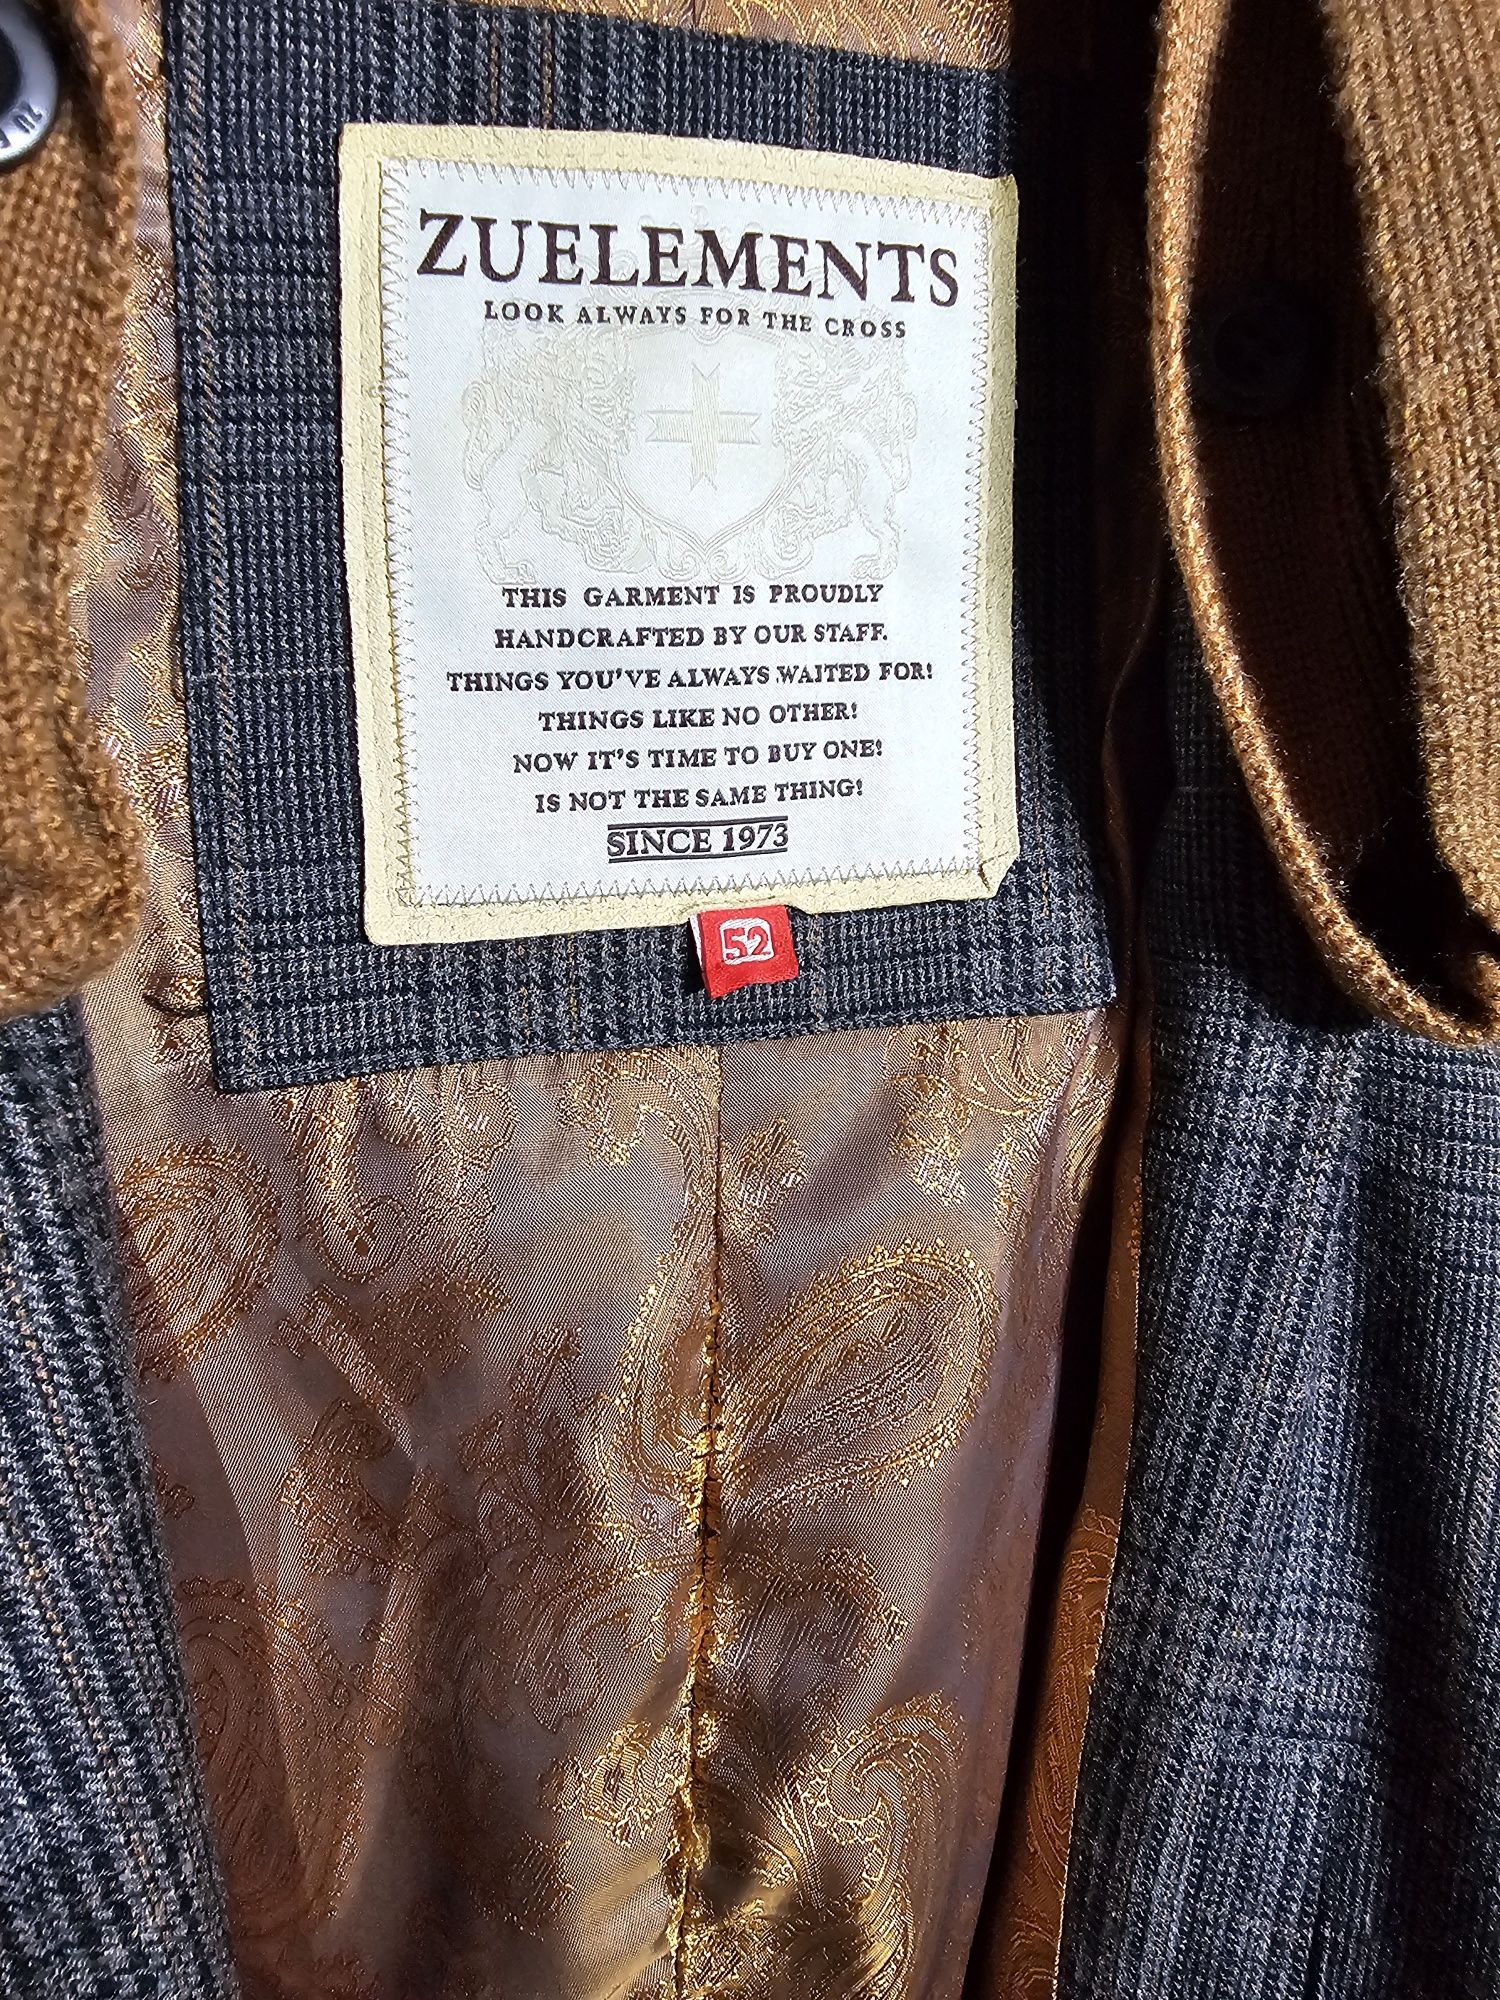 ZUELEMENTS
LOOK ALWAYS FOR THE CROSS
THIS GARMENT IS PROUDLY
HANDCRAFTED BY OUR STAFF.
THINGS YOU'VE ALWAYS WAITED FOR!
THINGS LIKE NO OTHER!
NOW IT'S TIME TO BUY ONE!
IS NOT THE SAME THING!
SINCE 1973
52